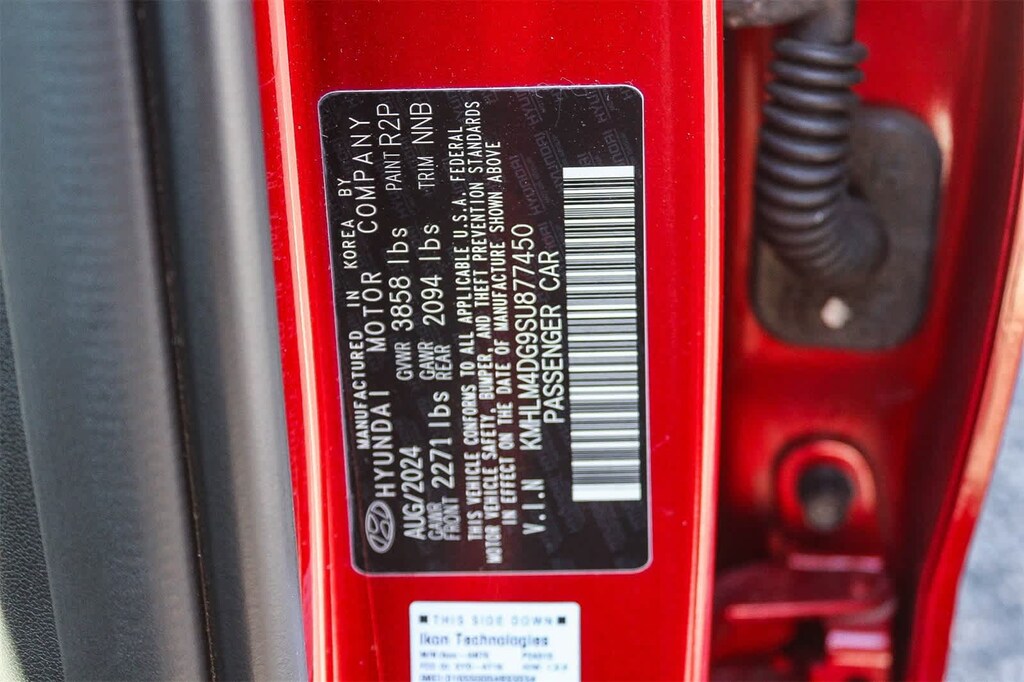 MANUFACTURED IN KOREA BY
HYUNDAI MOTOR COMPANY
AUG/2024 GVWR 3858 lbs PAINT R2P
GAWR FRONT 2271 lbs GAWR REAR 2094 lbs TRIM NNB
THIS VEHICLE CONFORMS TO ALL APPLICABLE U.S.A. FEDERAL
MOTOR VEHICLE SAFETY, BUMPER, AND THEFT PREVENTION STANDARDS
IN EFFECT ON THE DATE OF MANUFACTURE SHOWN ABOVE
V.I.N KMHLM4DG9SU877450
PASSENGER CAR
THIS SIDE DOWN
Ikon Technologies